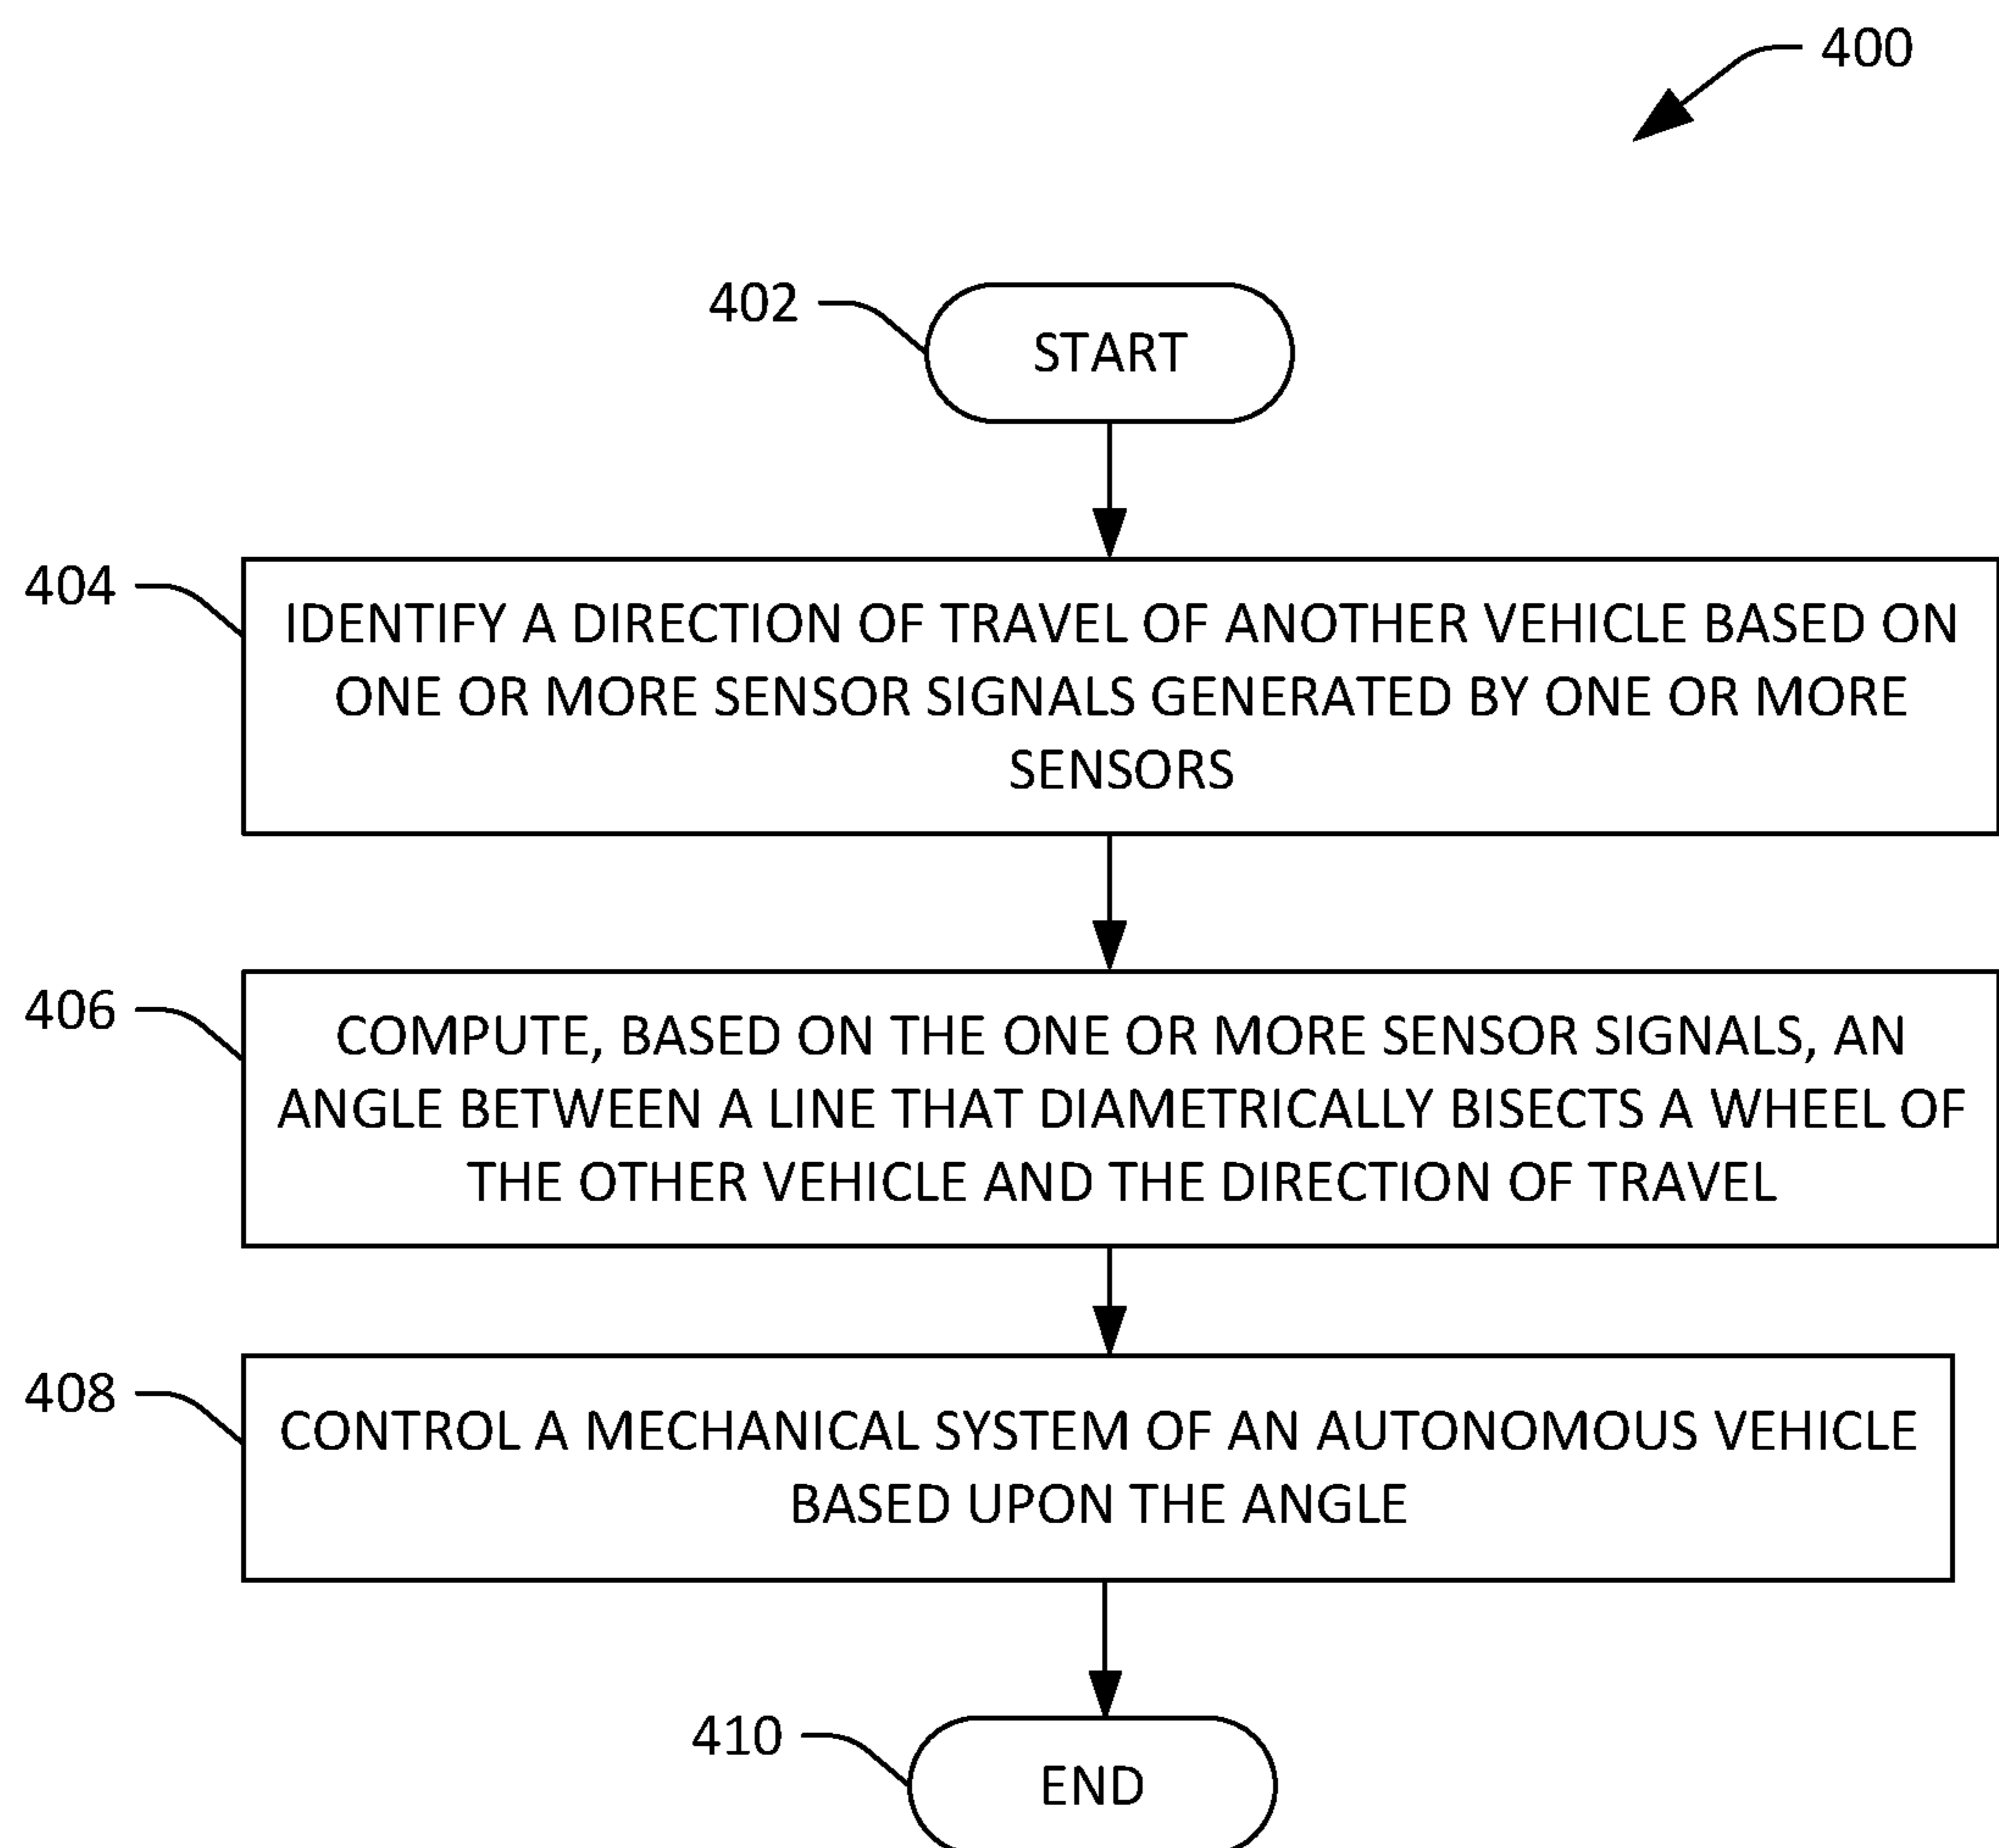 400
402
START
404
IDENTIFY A DIRECTION OF TRAVEL OF ANOTHER VEHICLE BASED ON
ONE OR MORE SENSOR SIGNALS GENERATED BY ONE OR MORE
SENSORS
406
COMPUTE, BASED ON THE ONE OR MORE SENSOR SIGNALS, AN
ANGLE BETWEEN A LINE THAT DIAMETRICALLY BISECTS A WHEEL OF
THE OTHER VEHICLE AND THE DIRECTION OF TRAVEL
408
CONTROL A MECHANICAL SYSTEM OF AN AUTONOMOUS VEHICLE
BASED UPON THE ANGLE
410
END